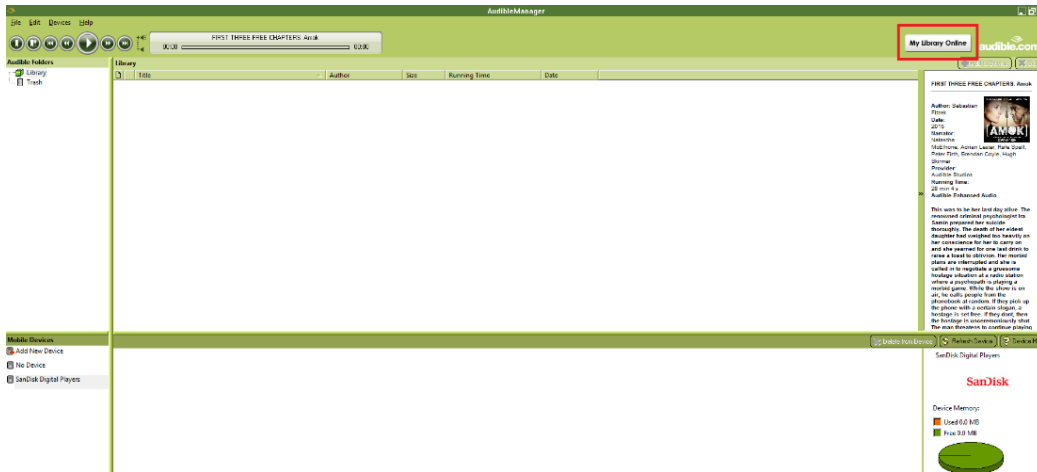 AudibleManager
File Edit Devices Help
FIRST THREE FREE CHAPTERS: Amok
00:00 00:00
My Library Online
audible.com
Audible Folders
Library
Trash
Library
Title Author Size Running Time Date
FIRST THREE FREE CHAPTERS: Amok
Author: Sebastian
Fitzek
Date:
2016
Narrator:
Natascha
McElhone, Adrian Lester, Rafe Spall,
Peter Firth, Brendan Coyle, Hugh
Skinner
Provider:
Audible Studios
Running Time:
28 min 4 s
Audible Enhanced Audio
AMOK
This was to be her last day alive. The
renowned criminal psychologist Ira
Samin prepared her suicide
thoroughly. The death of her eldest
daughter had weighed too heavily on
her conscience for her to carry on
and she yearned for one last drink to
raise a toast to oblivion. Her morbid
plans are interrupted and she is
called in to negotiate a gruesome
hostage situation at a radio station
where a psychopath is playing a
morbid game. While the show is on
air, he calls people from the
phonebook at random. If they pick up
the phone with a certain slogan, a
hostage is set free. If they dont, then
the hostage is unceremoniously shot.
The man threatens to continue playing
Mobile Devices
Add New Device
No Device
SanDisk Digital Players
Delete from Device Refresh Device Device
SanDisk Digital Players
SanDisk
Device Memory:
Used 0.0 MB
Free 0.0 MB